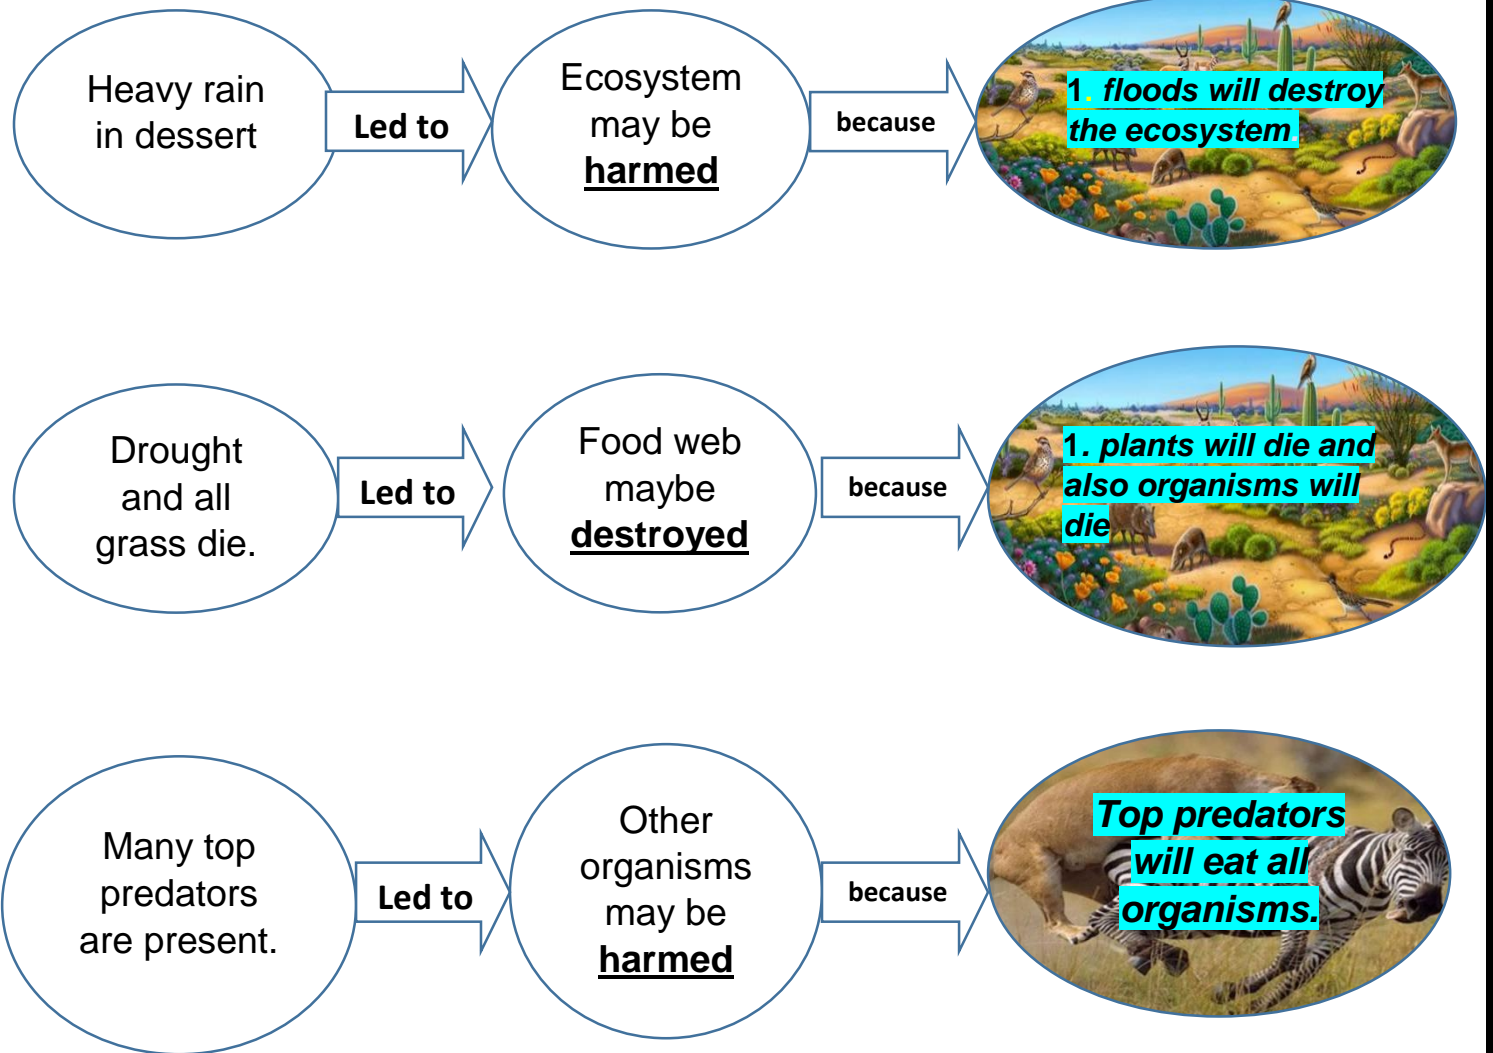 Heavy rain
in dessert
Led to
Ecosystem
may be
harmed
because
1. floods will destroy
the ecosystem.
Drought
and all
grass die.
Led to
Food web
maybe
destroyed
because
1. plants will die and
also organisms will
die
Many top
predators
are present.
Led to
Other
organisms
may be
harmed
because
Top predators
will eat all
organisms.